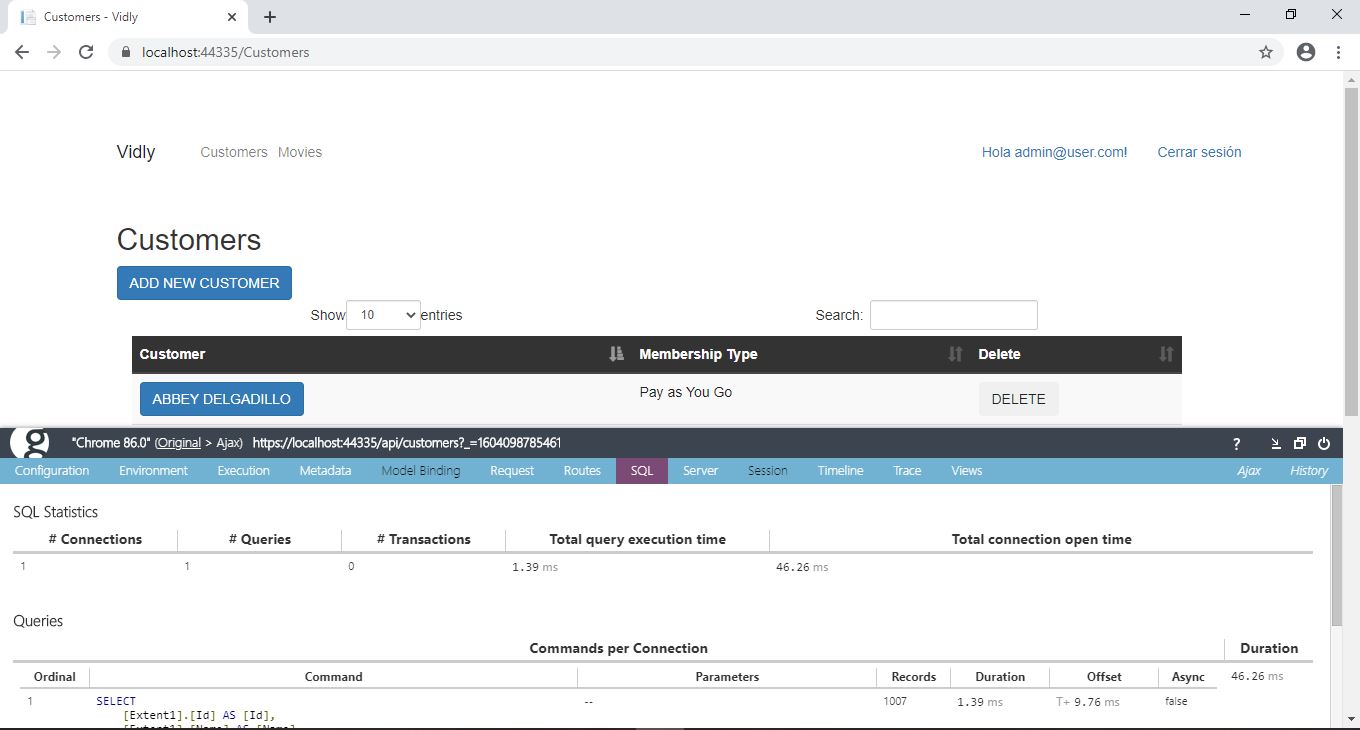 Customers - Vidly
localhost:44335/Customers
Vidly Customers Movies Hola admin@user.com! Cerrar sesión
Customers
ADD NEW CUSTOMER
Show 10 entries Search:
Customer Membership Type Delete
ABBEY DELGADILLO Pay as You Go DELETE
g "Chrome 86.0" (Original > Ajax) https://localhost:44335/api/customers?_=1604098785461 ?
Configuration Environment Execution Metadata Model Binding Request Routes SQL Server Session Timeline Trace Views Ajax History
SQL Statistics
# Connections # Queries # Transactions Total query execution time Total connection open time
1 1 0 1.39 ms 46.26 ms
Queries
Commands per Connection Duration
Ordinal Command Parameters Records Duration Offset Async 46.26 ms
1 SELECT -- 1007 1.39 ms T+ 9.76 ms false
[Extent1].[Id] AS [Id],
[Extent1].[Name] AS [Name],